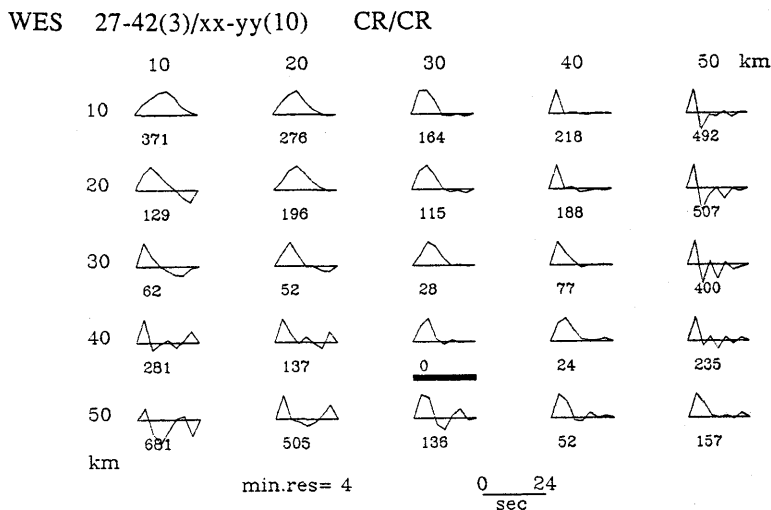 WES 27-42(3)/xx-yy(10) CR/CR
10 20 30 40 50 km
10
371 276 164 218 492
20
129 196 115 188 507
30
62 52 28 77 400
40
281 137 0 24 235
50
681 505 136 52 157
km
min.res= 4 0 24
sec